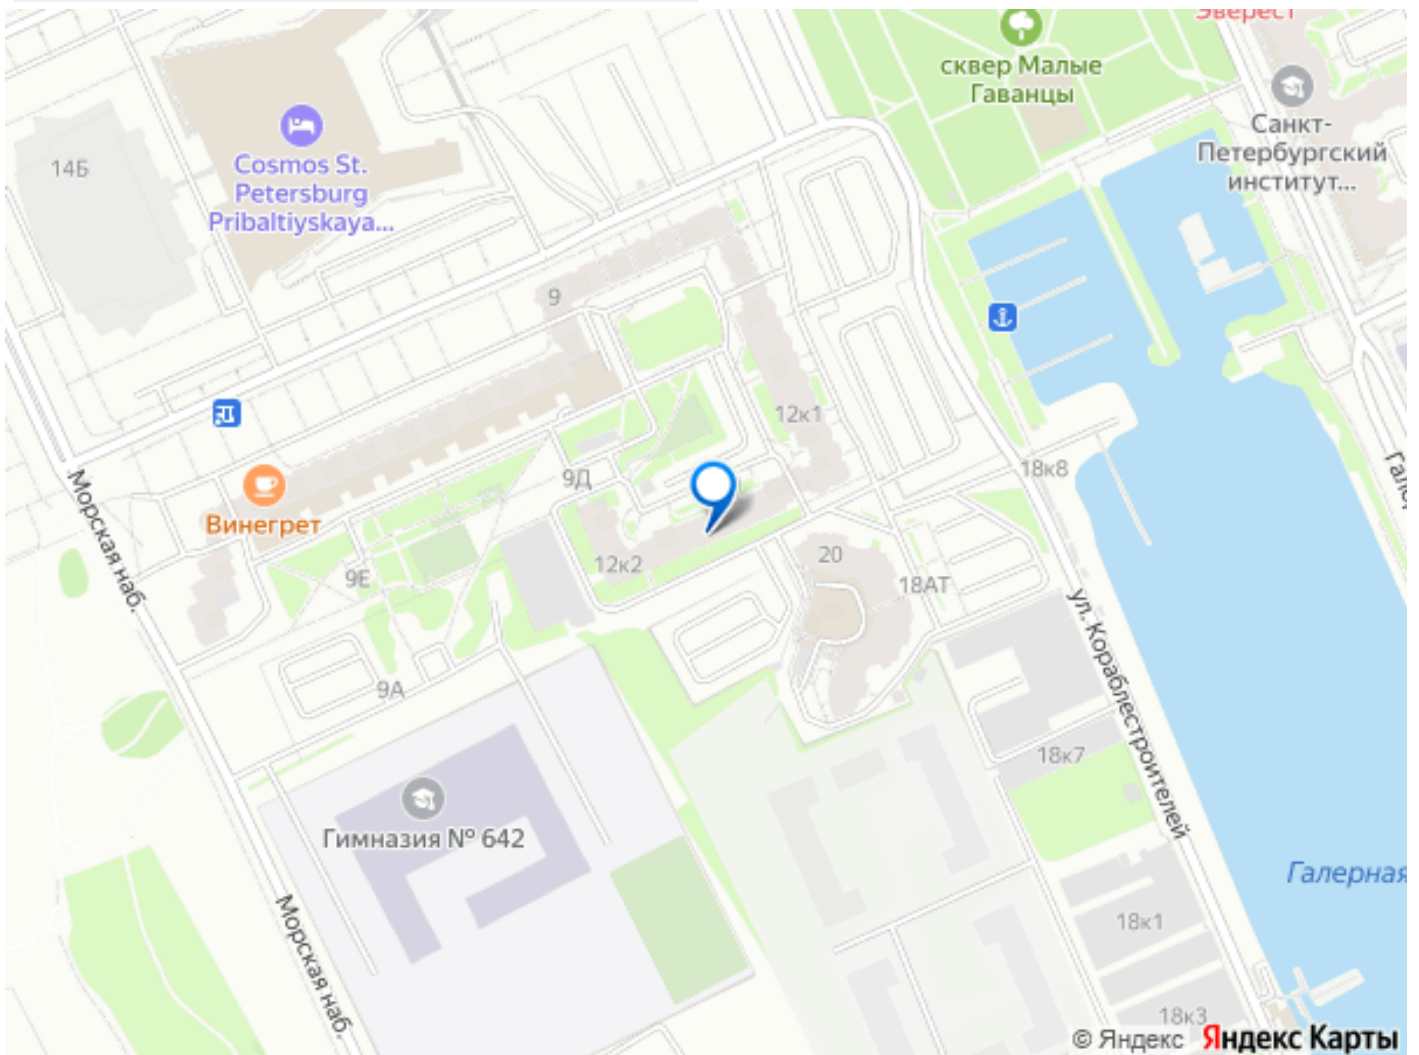 Эверест
сквер Малые
Гаванцы
Санкт-
Петербургский
институт...
14Б
Cosmos St.
Petersburg
Pribaltiyskaya...
9
12к1
18к8
Морская наб.
Винегрет
9Д
12к2
20
18АТ
9Е
9А
ул. Кораблестроителей
18к7
Гимназия № 642
Галерная
18к1
Морская наб.
18к3
© Яндекс Яндекс Карты